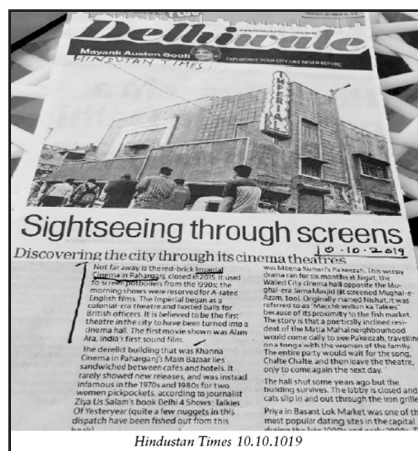 Delhiwale
Mayank Austen Soofi
EXPERIENCE YOUR CITY LIKE NEVER BEFORE
HINDUSTAN TIMES
IMPERIAL
Sightseeing through screens
10-10-2019
Discovering the city through its cinema theatres
Not far away is the red-brick Imperial
Cinema in Paharganj, closed in 2015. It used
to screen potboilers from the 1990s; the
morning shows were reserved for A-rated
English films. The Imperial began as a
colonial-era theatre and hosted balls for
British officers. It is believed to be the first
theatre in the city to have been turned into a
cinema hall. The first movie shown was Alam
Ara, India's first sound film.
The derelict building that was Khanna
Cinema in Paharganj's Main Bazaar lies
sandwiched between cafes and hotels. It
rarely showed new releases, and was instead
infamous in the 1970s and 1980s for two
women pickpockets, according to journalist
Ziya Us Salam's book Delhi 4 Shows: Talkies
Of Yesteryear (quite a few nuggets in this
dispatch have been fished out from this
was Meena Kumari's Pakeezah. This weepy
drama ran for six months at Jagat, the
Walled City cinema hall opposite the Mu-
ghal-era Jama Masjid (it screened Mughal-e-
Azam, too). Originally named Nishat, it was
referred to as
because of its proximity to the fish market.
The story is that a poetically inclined resi-
dent of the Matia Mahal neighbourhood
would come daily to see Pakeezah, travelling
on a tonga with the women of the family.
The entire party would wait for the song,
Chalte Chalte, and then leave the theatre,
only to come again the next day.
The hall shut some years ago but the
building survives. The lobby is closed and
cats slip in and out through the iron grille
Priya in Basant Lok Market was one of the
most popular dating sites in the capital
Hindustan Times 10.10.1019